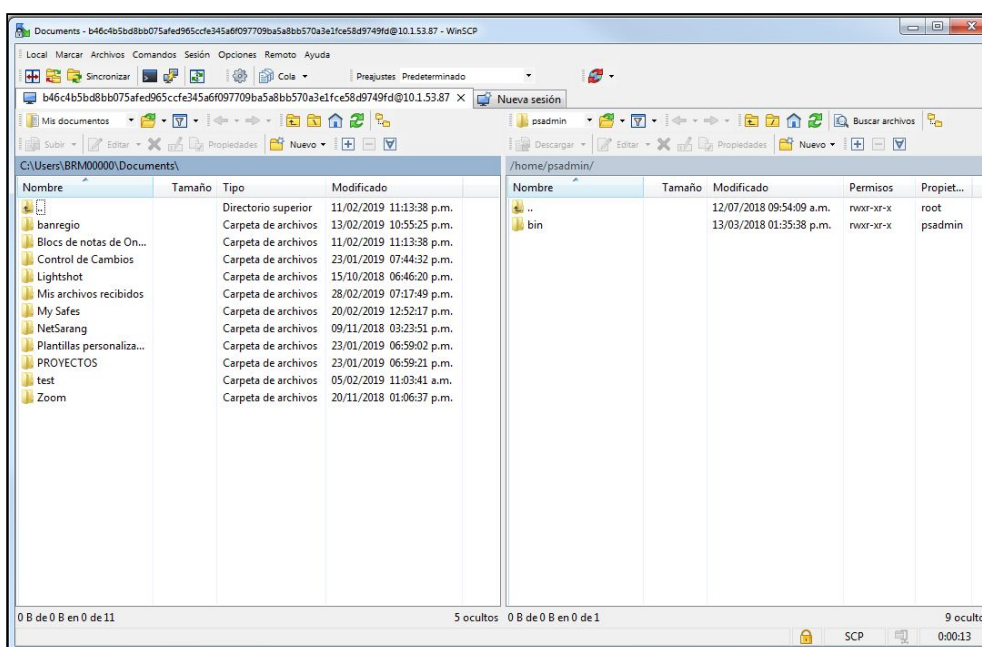 Documents - b46c4b5bd8bb075afed965ccfe345a6f097709ba5a8bb570a3e1fce58d9749fd@10.1.53.87 - WinSCP
Local Marcar Archivos Comandos Sesión Opciones Remoto Ayuda
Sincronizar Cola Preajustes Predeterminado
b46c4b5bd8bb075afed965ccfe345a6f097709ba5a8bb570a3e1fce58d9749fd@10.1.53.87 Nueva sesión
Mis documentos psadmin Buscar archivos
Subir Editar Propiedades Nuevo Descargar Editar Propiedades Nuevo
C:\Users\BRM00000\Documents\ /home/psadmin/
Nombre Tamaño Tipo Modificado Nombre Tamaño Modificado Permisos Propiet...
.. Directorio superior 11/02/2019 11:13:38 p.m. .. 12/07/2018 09:54:09 a.m. rwxr-xr-x root
banregio Carpeta de archivos 13/02/2019 10:55:25 p.m. bin 13/03/2018 01:35:38 p.m. rwxr-xr-x psadmin
Blocs de notas de On... Carpeta de archivos 11/02/2019 11:13:38 p.m.
Control de Cambios Carpeta de archivos 23/01/2019 07:44:32 p.m.
Lightshot Carpeta de archivos 15/10/2018 06:46:20 p.m.
Mis archivos recibidos Carpeta de archivos 28/02/2019 07:17:49 p.m.
My Safes Carpeta de archivos 20/02/2019 12:52:17 p.m.
NetSarang Carpeta de archivos 09/11/2018 03:23:51 p.m.
Plantillas personaliza... Carpeta de archivos 23/01/2019 06:59:02 p.m.
PROYECTOS Carpeta de archivos 23/01/2019 06:59:21 p.m.
test Carpeta de archivos 05/02/2019 11:03:41 a.m.
Zoom Carpeta de archivos 20/11/2018 01:06:37 p.m.
0 B de 0 B en 0 de 11 5 ocultos 0 B de 0 B en 0 de 1 9 oculto
SCP 0:00:13